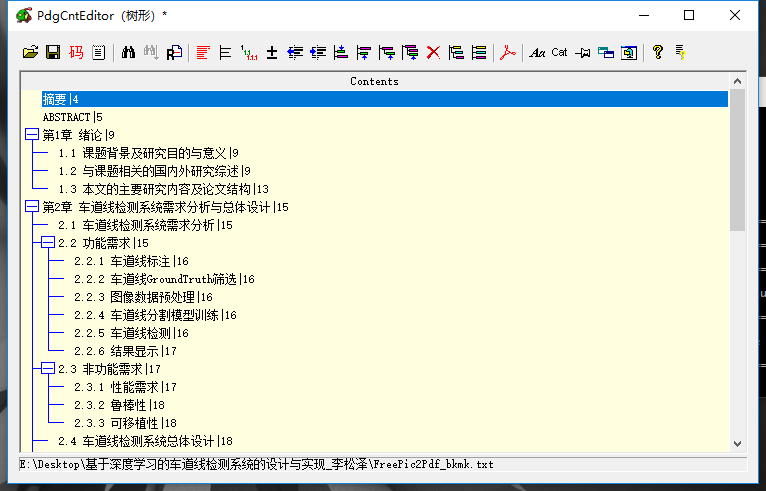 PdgCntEditor (树形) *
码 Aa Cat
Contents
摘要|4
ABSTRACT|5
第1章 绪论|9
1.1 课题背景及研究目的与意义|9
1.2 与课题相关的国内外研究综述|9
1.3 本文的主要研究内容及论文结构|13
第2章 车道线检测系统需求分析与总体设计|15
2.1 车道线检测系统需求分析|15
2.2 功能需求|15
2.2.1 车道线标注|16
2.2.2 车道线GroundTruth筛选|16
2.2.3 图像数据预处理|16
2.2.4 车道线分割模型训练|16
2.2.5 车道线检测|16
2.2.6 结果显示|17
2.3 非功能需求|17
2.3.1 性能需求|17
2.3.2 鲁棒性|18
2.3.3 可移植性|18
2.4 车道线检测系统总体设计|18
E:\Desktop\基于深度学习的车道线检测系统的设计与实现_李松泽\FreePic2Pdf_bkmk.txt